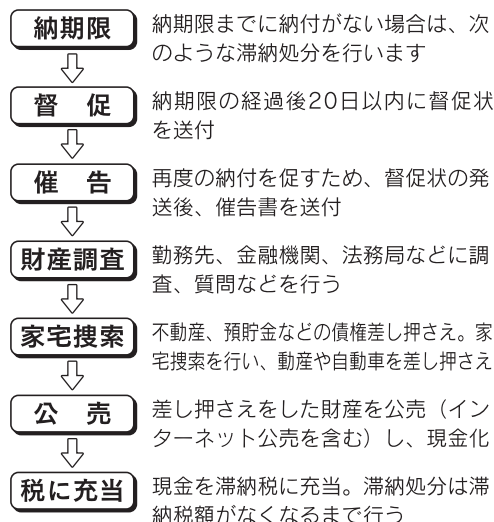 納期限
納期限までに納付がない場合は、次
のような滞納処分を行います
督　促
納期限の経過後20日以内に督促状
を送付
催　告
再度の納付を促すため、督促状の発
送後、催告書を送付
財産調査
勤務先、金融機関、法務局などに調
査、質問などを行う
家宅捜索
不動産、預貯金などの債権差し押さえ。家
宅捜索を行い、動産や自動車を差し押さえ
公　売
差し押さえをした財産を公売（イン
ターネット公売を含む）し、現金化
税に充当
現金を滞納税に充当。滞納処分は滞
納税額がなくなるまで行う